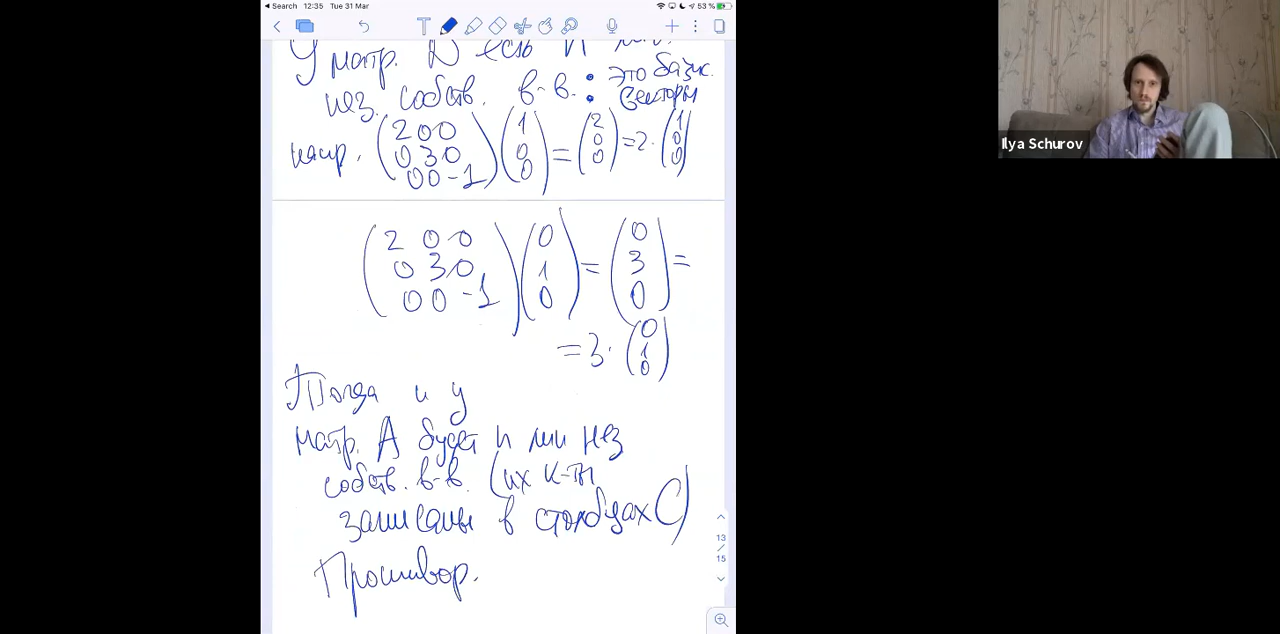 Search 12:35 Tue 31 Mar 53 %
У матр. D есть n лин.
нез. собств. в-в. : это базис.
векторы
напр. (2 0 0 (1 (2 (1
0 3 0 0 = 0 =2· 0
0 0 -1) 0) 0) 0)
(2 0 0 (0 (0
0 3 0 1 = 3 =
0 0 -1) 0) 0)
= 3· (0 1 0)
Тогда и у
матр. A будет n лин нез
собств. в-в. (их к-ты
записаны в столбцах C)
Противор.
13
/
15
Ilya Schurov